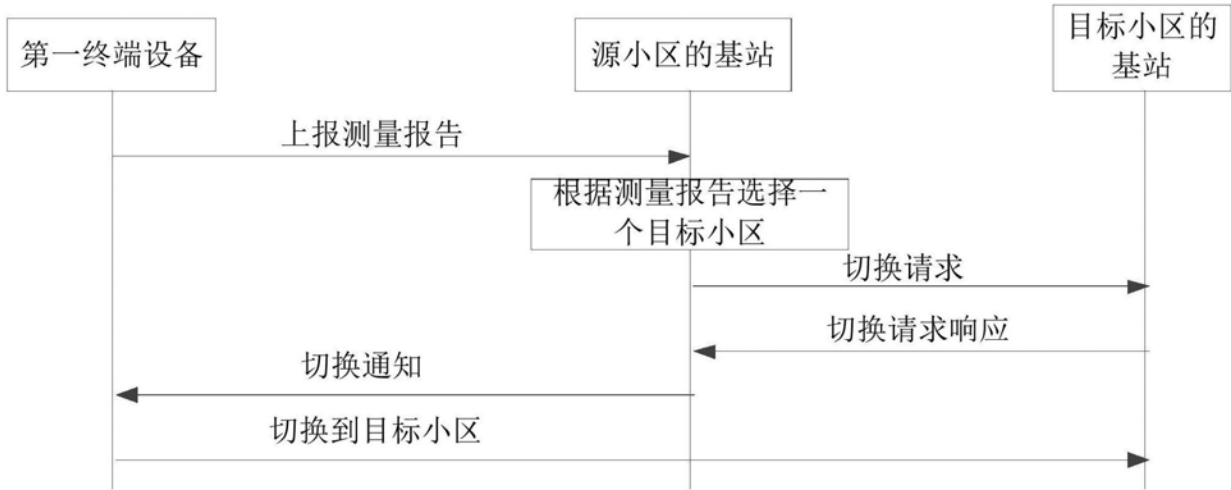 第一终端设备
源小区的基站
目标小区的
基站
上报测量报告
根据测量报告选择一
个目标小区
切换请求
切换请求响应
切换通知
切换到目标小区